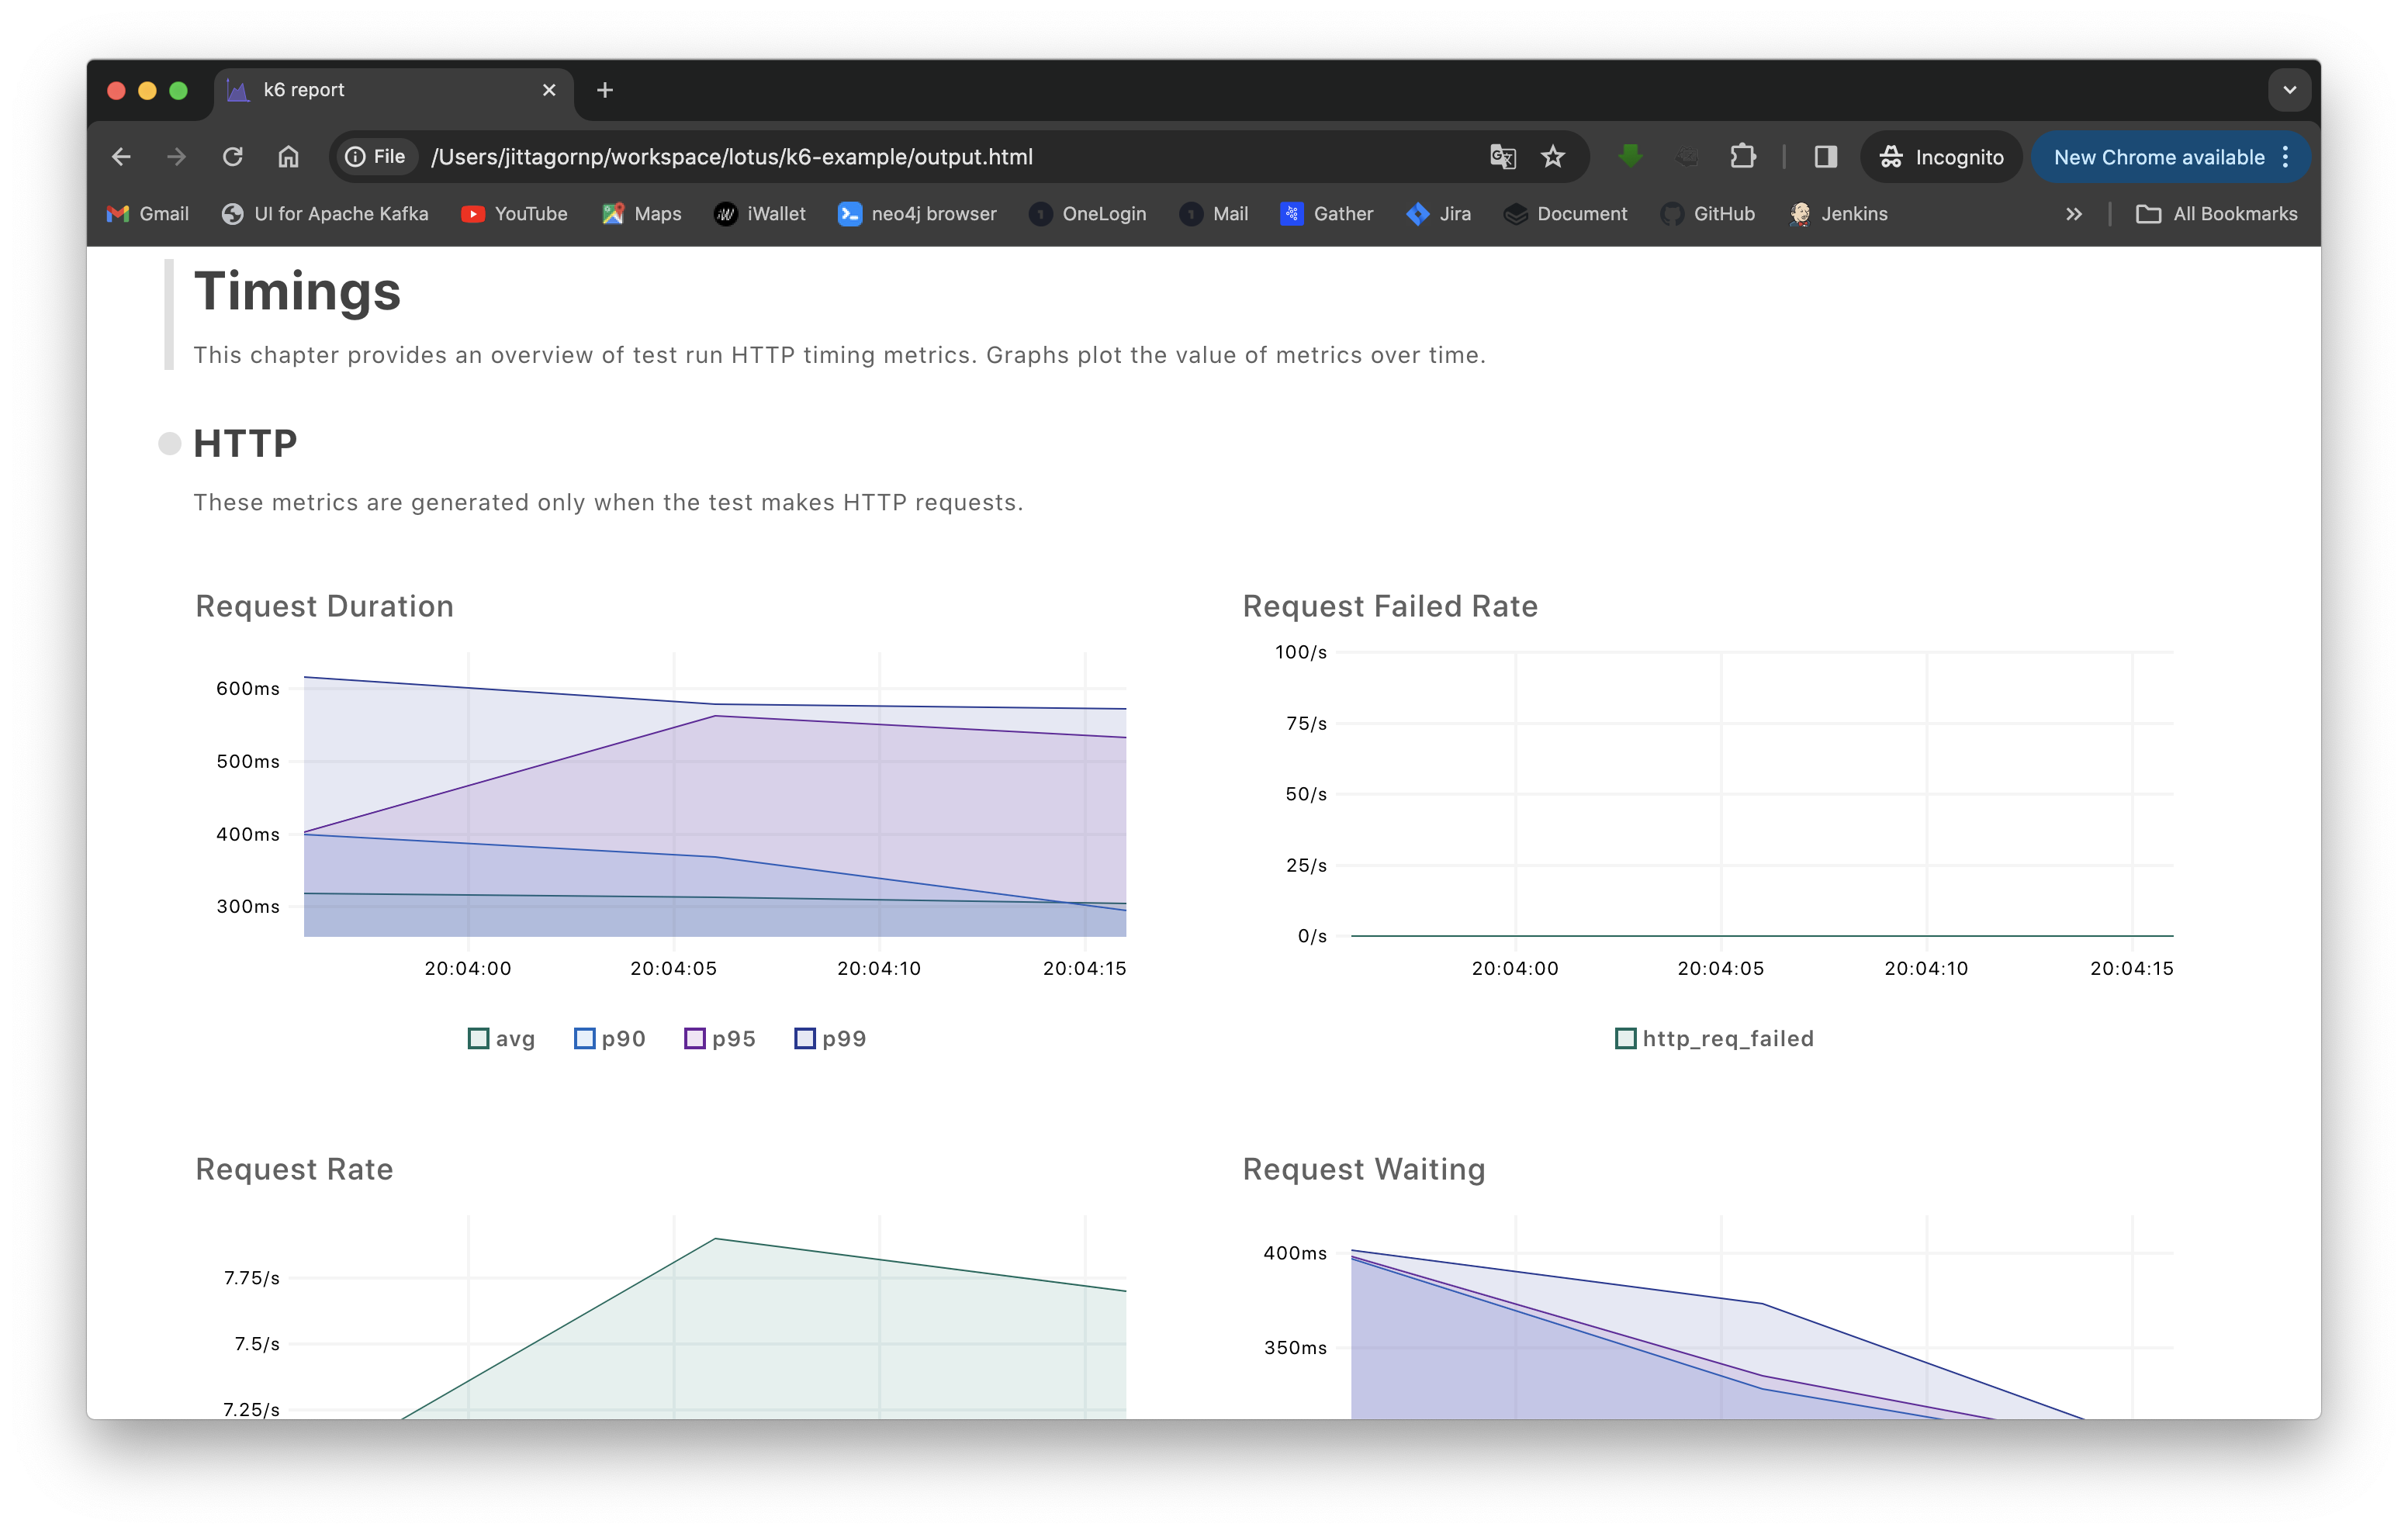 k6 report
File
/Users/jittagornp/workspace/lotus/k6-example/output.html
Incognito
New Chrome available
Gmail
UI for Apache Kafka
YouTube
Maps
iWallet
neo4j browser
OneLogin
Mail
Gather
Jira
Document
GitHub
Jenkins
All Bookmarks
Timings
This chapter provides an overview of test run HTTP timing metrics. Graphs plot the value of metrics over time.
HTTP
These metrics are generated only when the test makes HTTP requests.
Request Duration
600ms
500ms
400ms
300ms
20:04:00 20:04:05 20:04:10 20:04:15
avg p90 p95 p99
Request Failed Rate
100/s
75/s
50/s
25/s
0/s
20:04:00 20:04:05 20:04:10 20:04:15
http_req_failed
Request Rate
7.75/s
7.5/s
7.25/s
Request Waiting
400ms
350ms